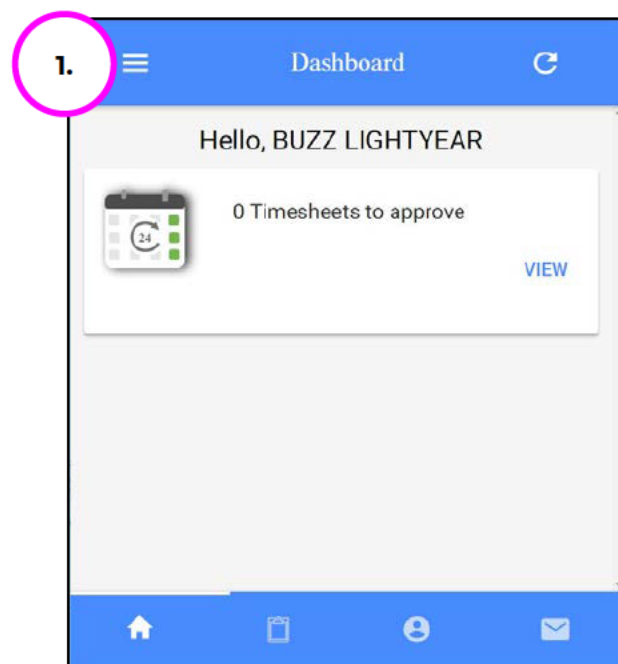 1.
Dashboard
Hello, BUZZ LIGHTYEAR
0 Timesheets to approve
24
VIEW